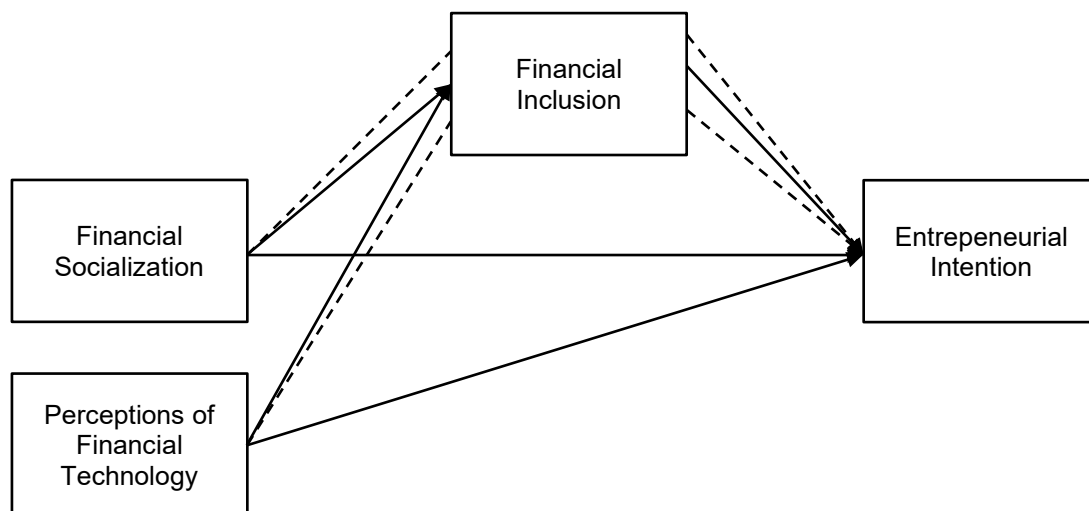 Financial
Inclusion
Financial
Socialization
Entrepeneurial
Intention
Perceptions of
Financial
Technology